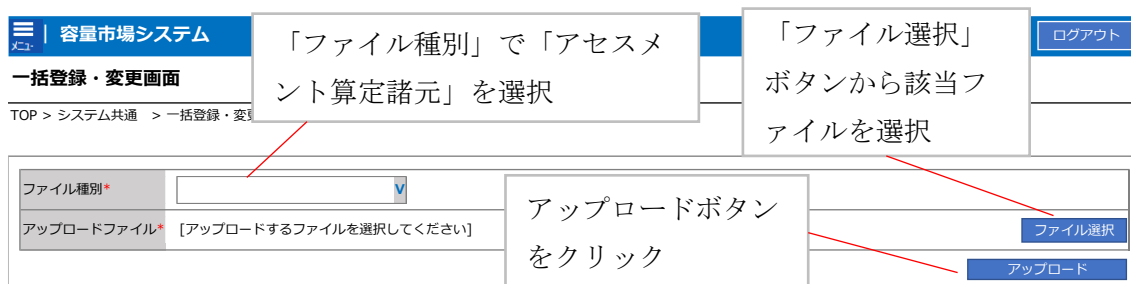 メニュー
容量市場システム
ログアウト
「ファイル種別」で「アセスメ
ント算定諸元」を選択
「ファイル選択」
ボタンから該当フ
ァイルを選択
一括登録・変更画面
TOP > システム共通 > 一括登録・変
ファイル種別*
V
アップロードファイル*
[アップロードするファイルを選択してください]
ファイル選択
アップロードボタン
をクリック
アップロード